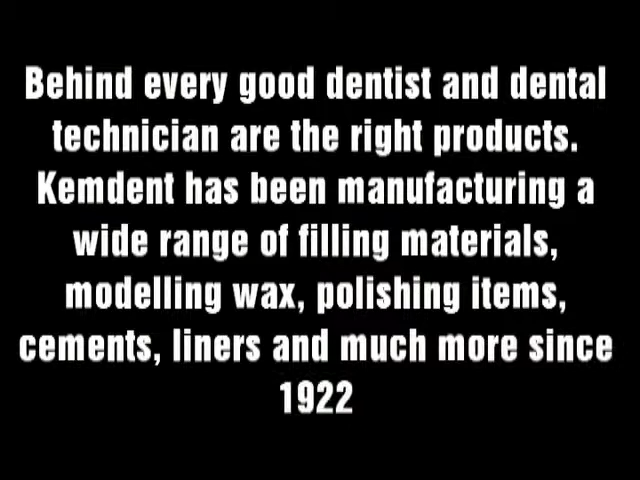 Behind every good dentist and dental
technician are the right products.
Kemdent has been manufacturing a
wide range of filling materials,
modelling wax, polishing items,
cements, liners and much more since
1922